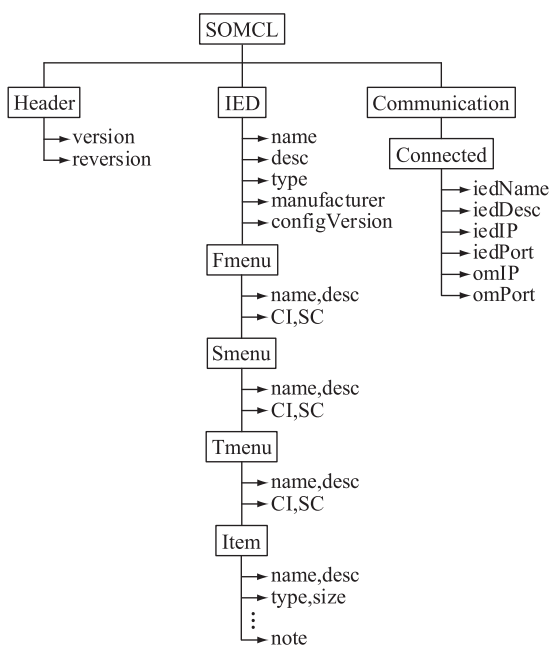 SOMCL
Header
IED
Communication
version
reversion
name
desc
type
manufacturer
configVersion
Connected
iedName
iedDesc
iedIP
iedPort
omIP
omPort
Fmenu
name,desc
CI,SC
Smenu
name,desc
CI,SC
Tmenu
name,desc
CI,SC
Item
name,desc
type,size
⋮
note